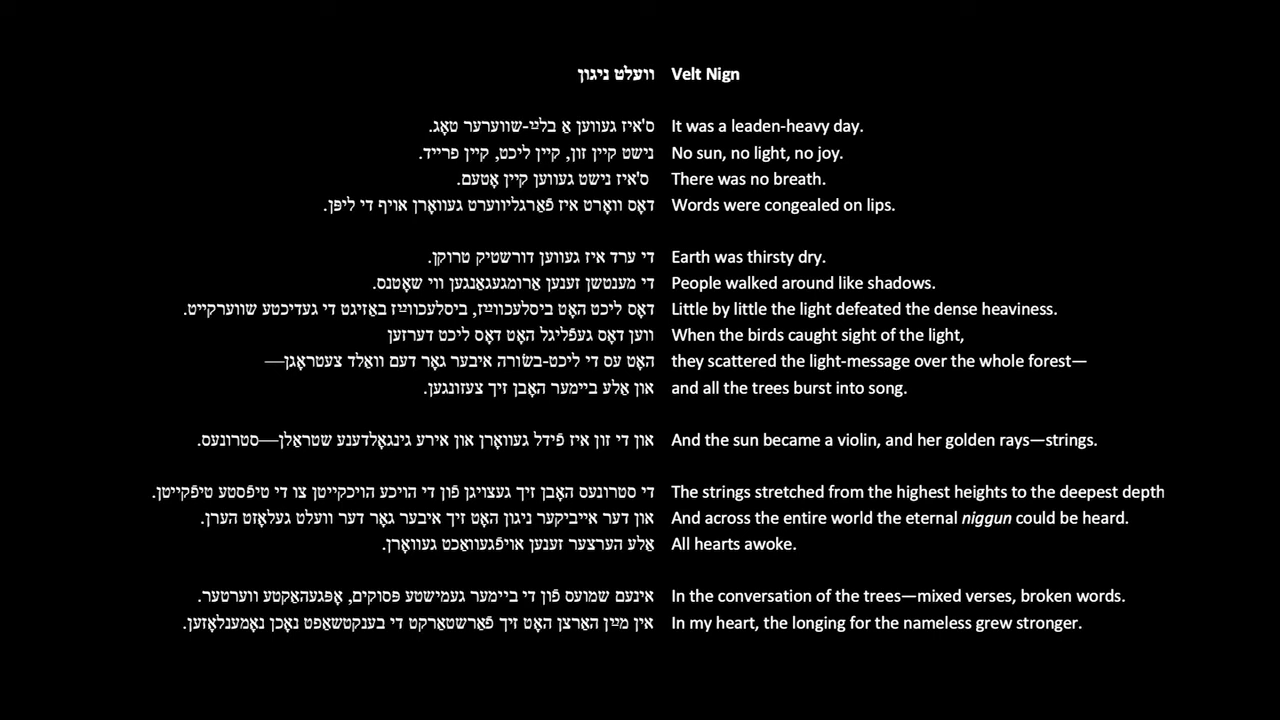 וועלט ניגון Velt Nign
ס'איז געווען אַ בלײַ-שווערער טאָג. It was a leaden-heavy day.
נישט קיין זון, קיין ליכט, קיין פרייד. No sun, no light, no joy.
ס'איז נישט געווען קיין אָטעם. There was no breath.
דאָס וואָרט איז פֿאַרגליווערט געוואָרן אויף די ליפּן. Words were congealed on lips.
די ערד איז געווען דורשטיק טרוקן. Earth was thirsty dry.
די מענטשן זענען אַרומגעגאַנגען ווי שאָטנס. People walked around like shadows.
דאָס ליכט האָט ביסלעכווײַז, ביסלעכווײַז באַזיגט די געדיכטע שווערקייט. Little by little the light defeated the dense heaviness.
ווען דאָס געפֿליגל האָט דאָס ליכט דערזען When the birds caught sight of the light,
האָט עס די ליכט-בשׂורה איבער גאָר דעם וואַלד צעטראָגן— they scattered the light-message over the whole forest—
און אַלע ביימער האָבן זיך צעזונגען. and all the trees burst into song.
און די זון איז פֿידל געוואָרן און אירע גינגאָלדענע שטראַלן—סטרונעס. And the sun became a violin, and her golden rays—strings.
די סטרונעס האָבן זיך געצויגן פֿון די הויכע הויכקייטן צו די טיפֿסטע טיפֿקייטן. The strings stretched from the highest heights to the deepest depth
און דער אייביקער ניגון האָט זיך איבער גאָר דער וועלט געלאָזט הערן. And across the entire world the eternal niggun could be heard.
אַלע הערצער זענען אויפֿגעוואַכט געוואָרן. All hearts awoke.
אינעם שמועס פֿון די ביימער געמישטע פּסוקים, אָפּגעהאַקטע ווערטער. In the conversation of the trees—mixed verses, broken words.
אין מײַן האַרצן האָט זיך פֿאַרשטאַרקט די בענקטשאַפט נאָכן נאָמענלאָזען. In my heart, the longing for the nameless grew stronger.